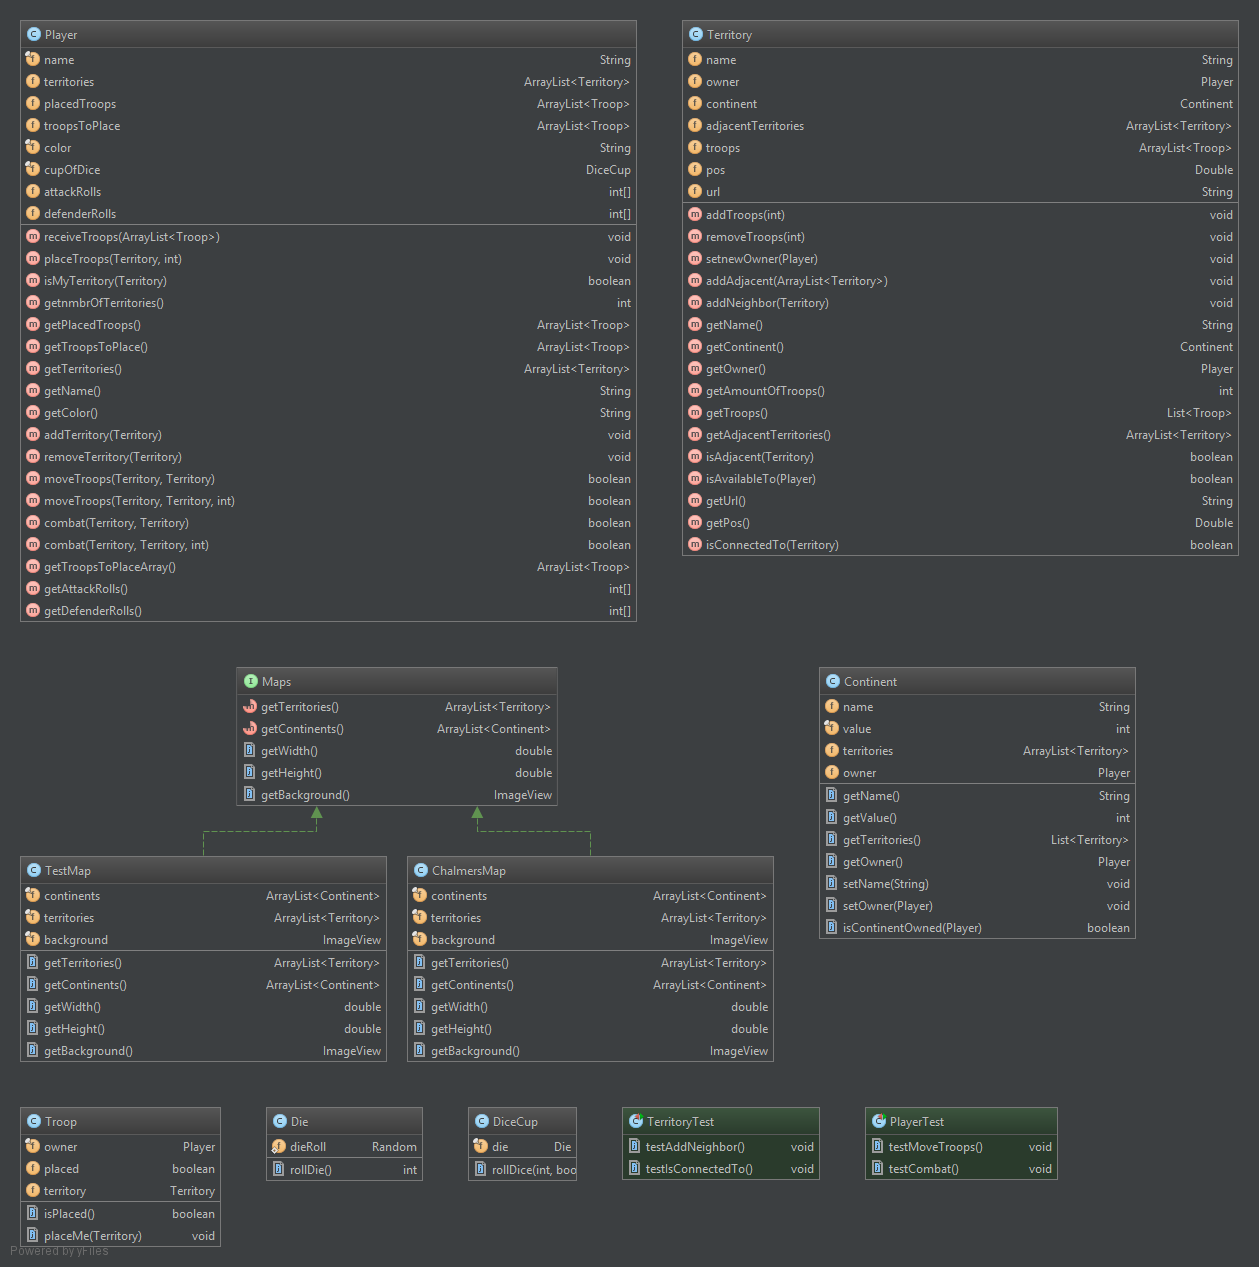 Player
name String
territories ArrayList<Territory>
placedTroops ArrayList<Troop>
troopsToPlace ArrayList<Troop>
color String
cupOfDice DiceCup
attackRolls int[]
defenderRolls int[]
receiveTroops(ArrayList<Troop>) void
placeTroops(Territory, int) void
isMyTerritory(Territory) boolean
getnmbrOfTerritories() int
getPlacedTroops() ArrayList<Troop>
getTroopsToPlace() ArrayList<Troop>
getTerritories() ArrayList<Territory>
getName() String
getColor() String
addTerritory(Territory) void
removeTerritory(Territory) void
moveTroops(Territory, Territory) boolean
moveTroops(Territory, Territory, int) boolean
combat(Territory, Territory) boolean
combat(Territory, Territory, int) boolean
getTroopsToPlaceArray() ArrayList<Troop>
getAttackRolls() int[]
getDefenderRolls() int[]
Territory
name String
owner Player
continent Continent
adjacentTerritories ArrayList<Territory>
troops ArrayList<Troop>
pos Double
url String
addTroops(int) void
removeTroops(int) void
setnewOwner(Player) void
addAdjacent(ArrayList<Territory>) void
addNeighbor(Territory) void
getName() String
getContinent() Continent
getOwner() Player
getAmountOfTroops() int
getTroops() List<Troop>
getAdjacentTerritories() ArrayList<Territory>
isAdjacent(Territory) boolean
isAvailableTo(Player) boolean
getUrl() String
getPos() Double
isConnectedTo(Territory) boolean
Maps
getTerritories() ArrayList<Territory>
getContinents() ArrayList<Continent>
getWidth() double
getHeight() double
getBackground() ImageView
Continent
name String
value int
territories ArrayList<Territory>
owner Player
getName() String
getValue() int
getTerritories() List<Territory>
getOwner() Player
setName(String) void
setOwner(Player) void
isContinentOwned(Player) boolean
TestMap
continents ArrayList<Continent>
territories ArrayList<Territory>
background ImageView
getTerritories() ArrayList<Territory>
getContinents() ArrayList<Continent>
getWidth() double
getHeight() double
getBackground() ImageView
ChalmersMap
continents ArrayList<Continent>
territories ArrayList<Territory>
background ImageView
getTerritories() ArrayList<Territory>
getContinents() ArrayList<Continent>
getWidth() double
getHeight() double
getBackground() ImageView
Troop
owner Player
placed boolean
territory Territory
isPlaced() boolean
placeMe(Territory) void
Die
dieRoll Random
rollDie() int
DiceCup
die Die
rollDice(int, boo
TerritoryTest
testAddNeighbor() void
testIsConnectedTo() void
PlayerTest
testMoveTroops() void
testCombat() void
Powered by yFiles